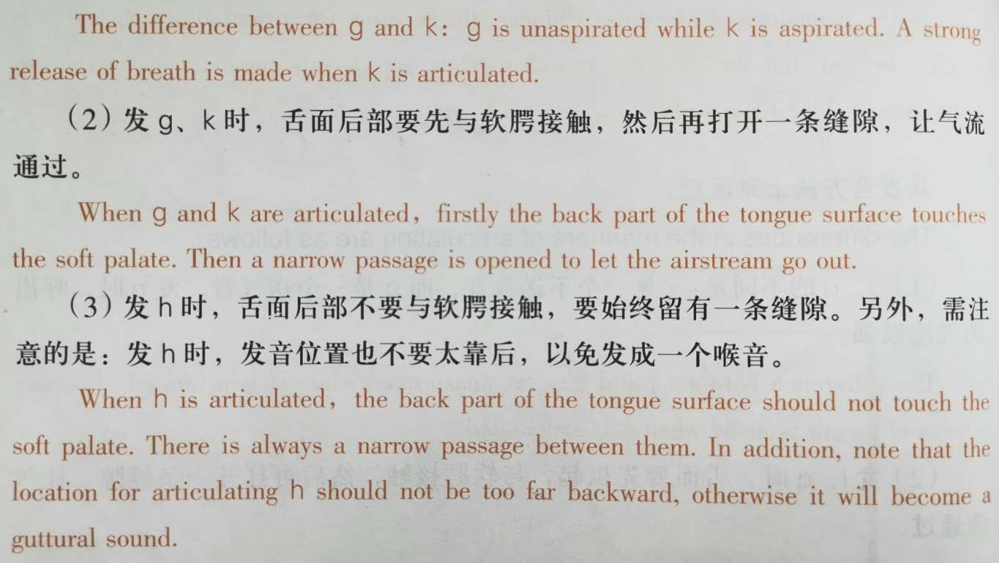 The difference between g and k: g is unaspirated while k is aspirated. A strong
release of breath is made when k is articulated.
（2）发 g、k 时，舌面后部要先与软腭接触，然后再打开一条缝隙，让气流
通过。
When g and k are articulated, firstly the back part of the tongue surface touches
the soft palate. Then a narrow passage is opened to let the airstream go out.
（3）发 h 时，舌面后部不要与软腭接触，要始终留有一条缝隙。另外，需注
意的是：发 h 时，发音位置也不要太靠后，以免发成一个喉音。
When h is articulated, the back part of the tongue surface should not touch the
soft palate. There is always a narrow passage between them. In addition, note that the
location for articulating h should not be too far backward, otherwise it will become a
guttural sound.